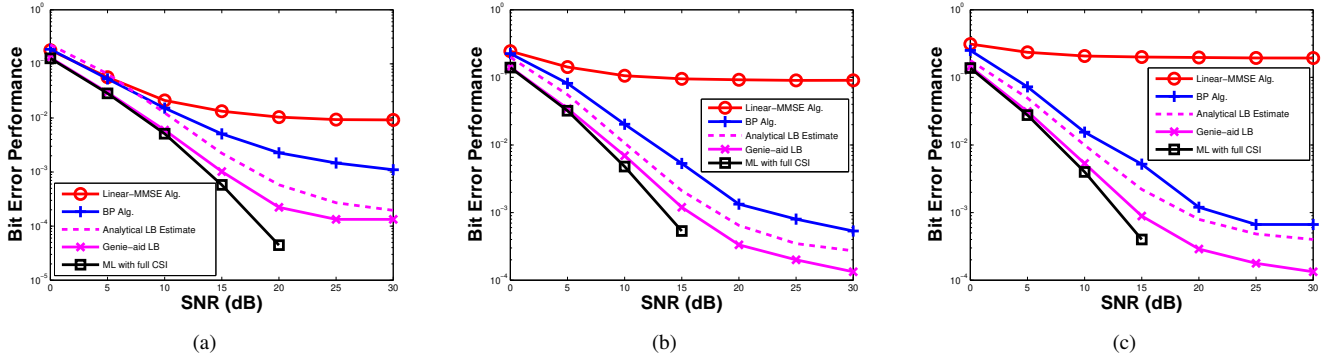 10^0
10^-1
10^-2
10^-3
10^-4
10^-5
Bit Error Performance
0 5 10 15 20 25 30
SNR (dB)
Linear−MMSE Alg.
BP Alg.
Analytical LB Estimate
Genie−aid LB
ML with full CSI
(a)
10^0
10^-1
10^-2
10^-3
10^-4
Bit Error Performance
0 5 10 15 20 25 30
SNR (dB)
Linear−MMSE Alg.
BP Alg.
Analytical LB Estimate
Genie−aid LB
ML with full CSI
(b)
10^0
10^-1
10^-2
10^-3
10^-4
Bit Error Performance
0 5 10 15 20 25 30
SNR (dB)
Linear−MMSE Alg.
BP Alg.
Analytical LB Estimate
Genie−aid LB
ML with full CSI
(c)